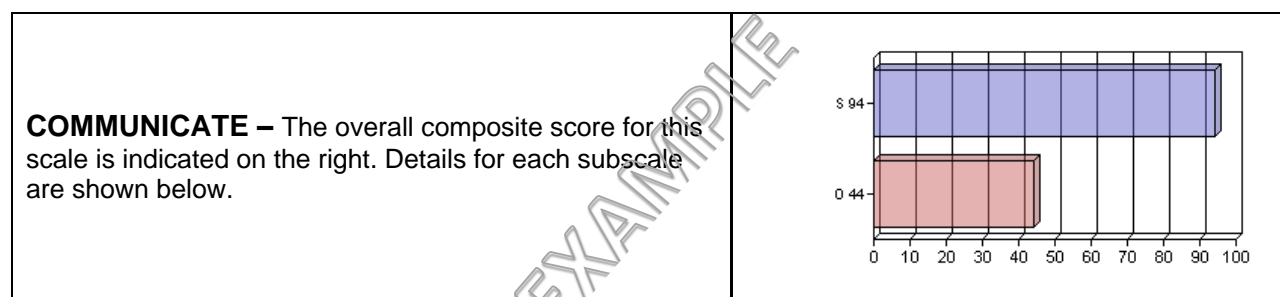 COMMUNICATE – The overall composite score for this
scale is indicated on the right. Details for each subscale
are shown below.
EXAMPLE
S 94
O 44
0 10 20 30 40 50 60 70 80 90 100